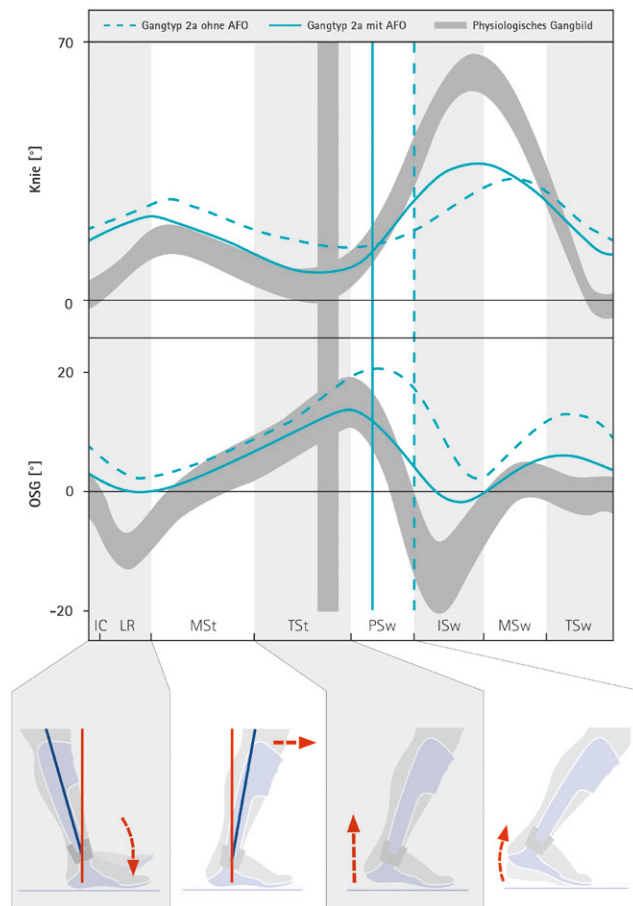 Gangtyp 2a ohne AFO Gangtyp 2a mit AFO Physiologisches Gangbild
70
Knie [°]
0
20
OSG [°]
0
-20
IC LR MSt TSt PSw ISw MSw TSw